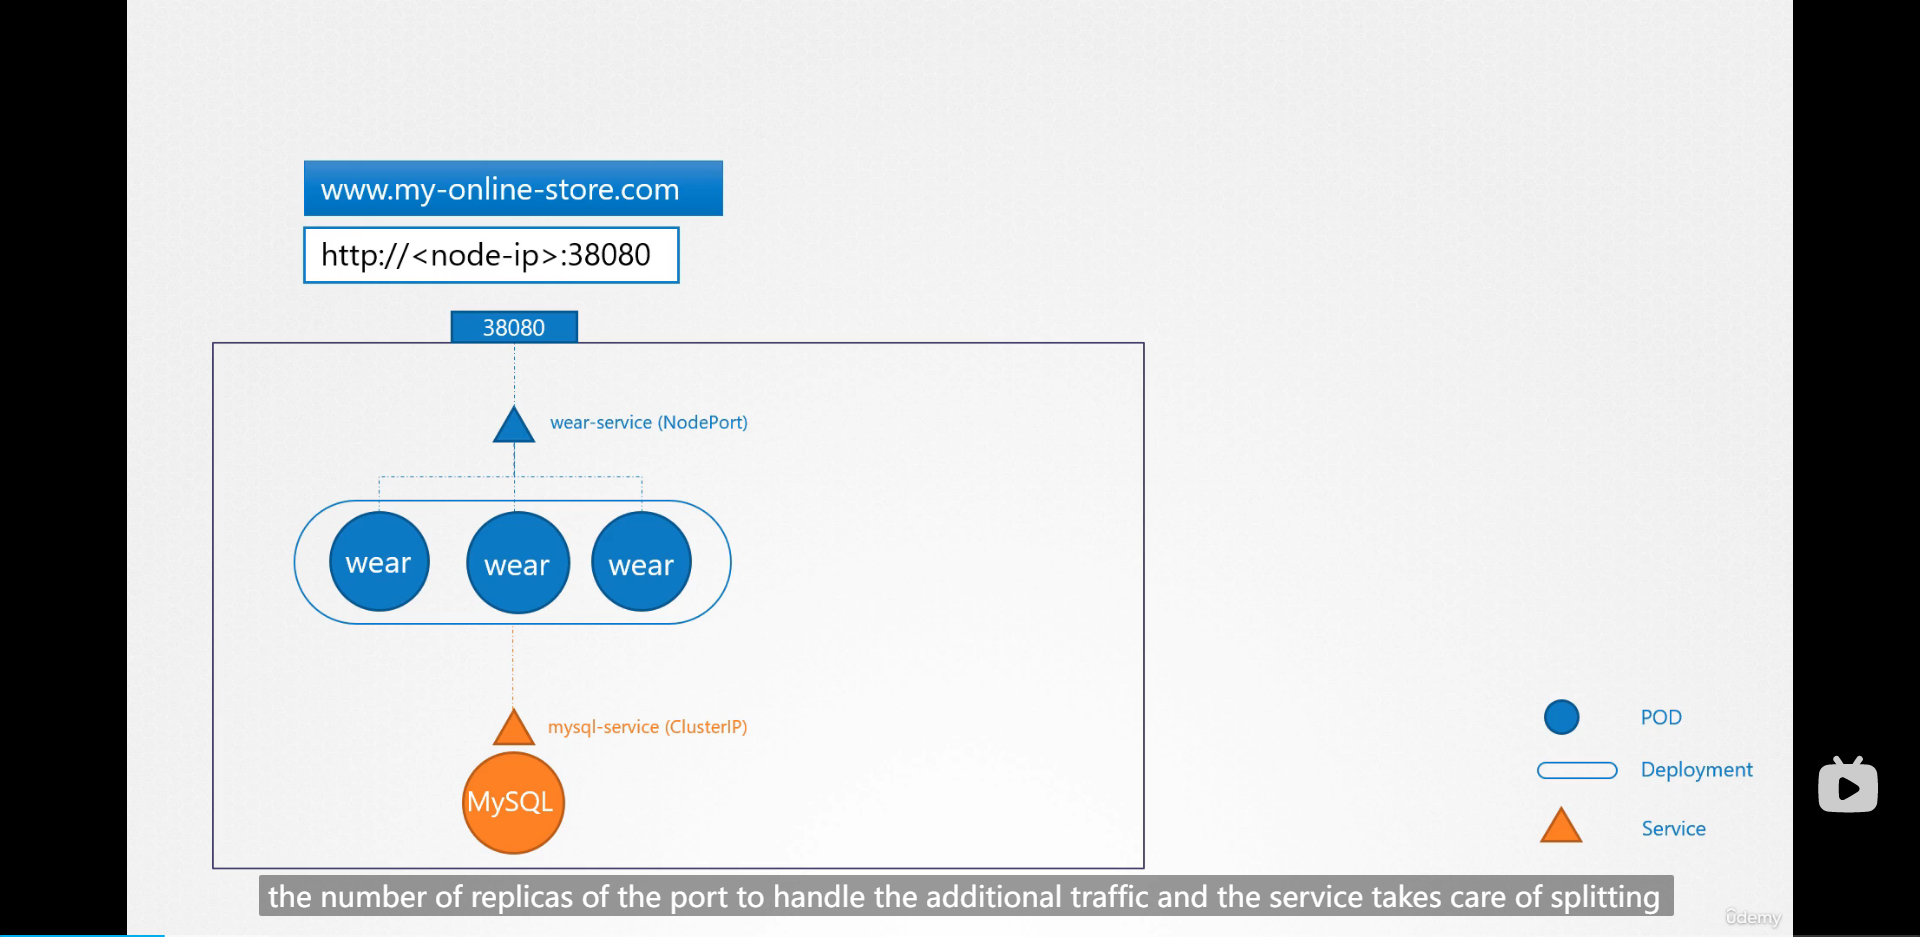 www.my-online-store.com
http://<node-ip>:38080
38080
wear-service (NodePort)
wear wear wear
mysql-service (ClusterIP)
MySQL
POD
Deployment
Service
the number of replicas of the port to handle the additional traffic and the service takes care of splitting
ûdemy